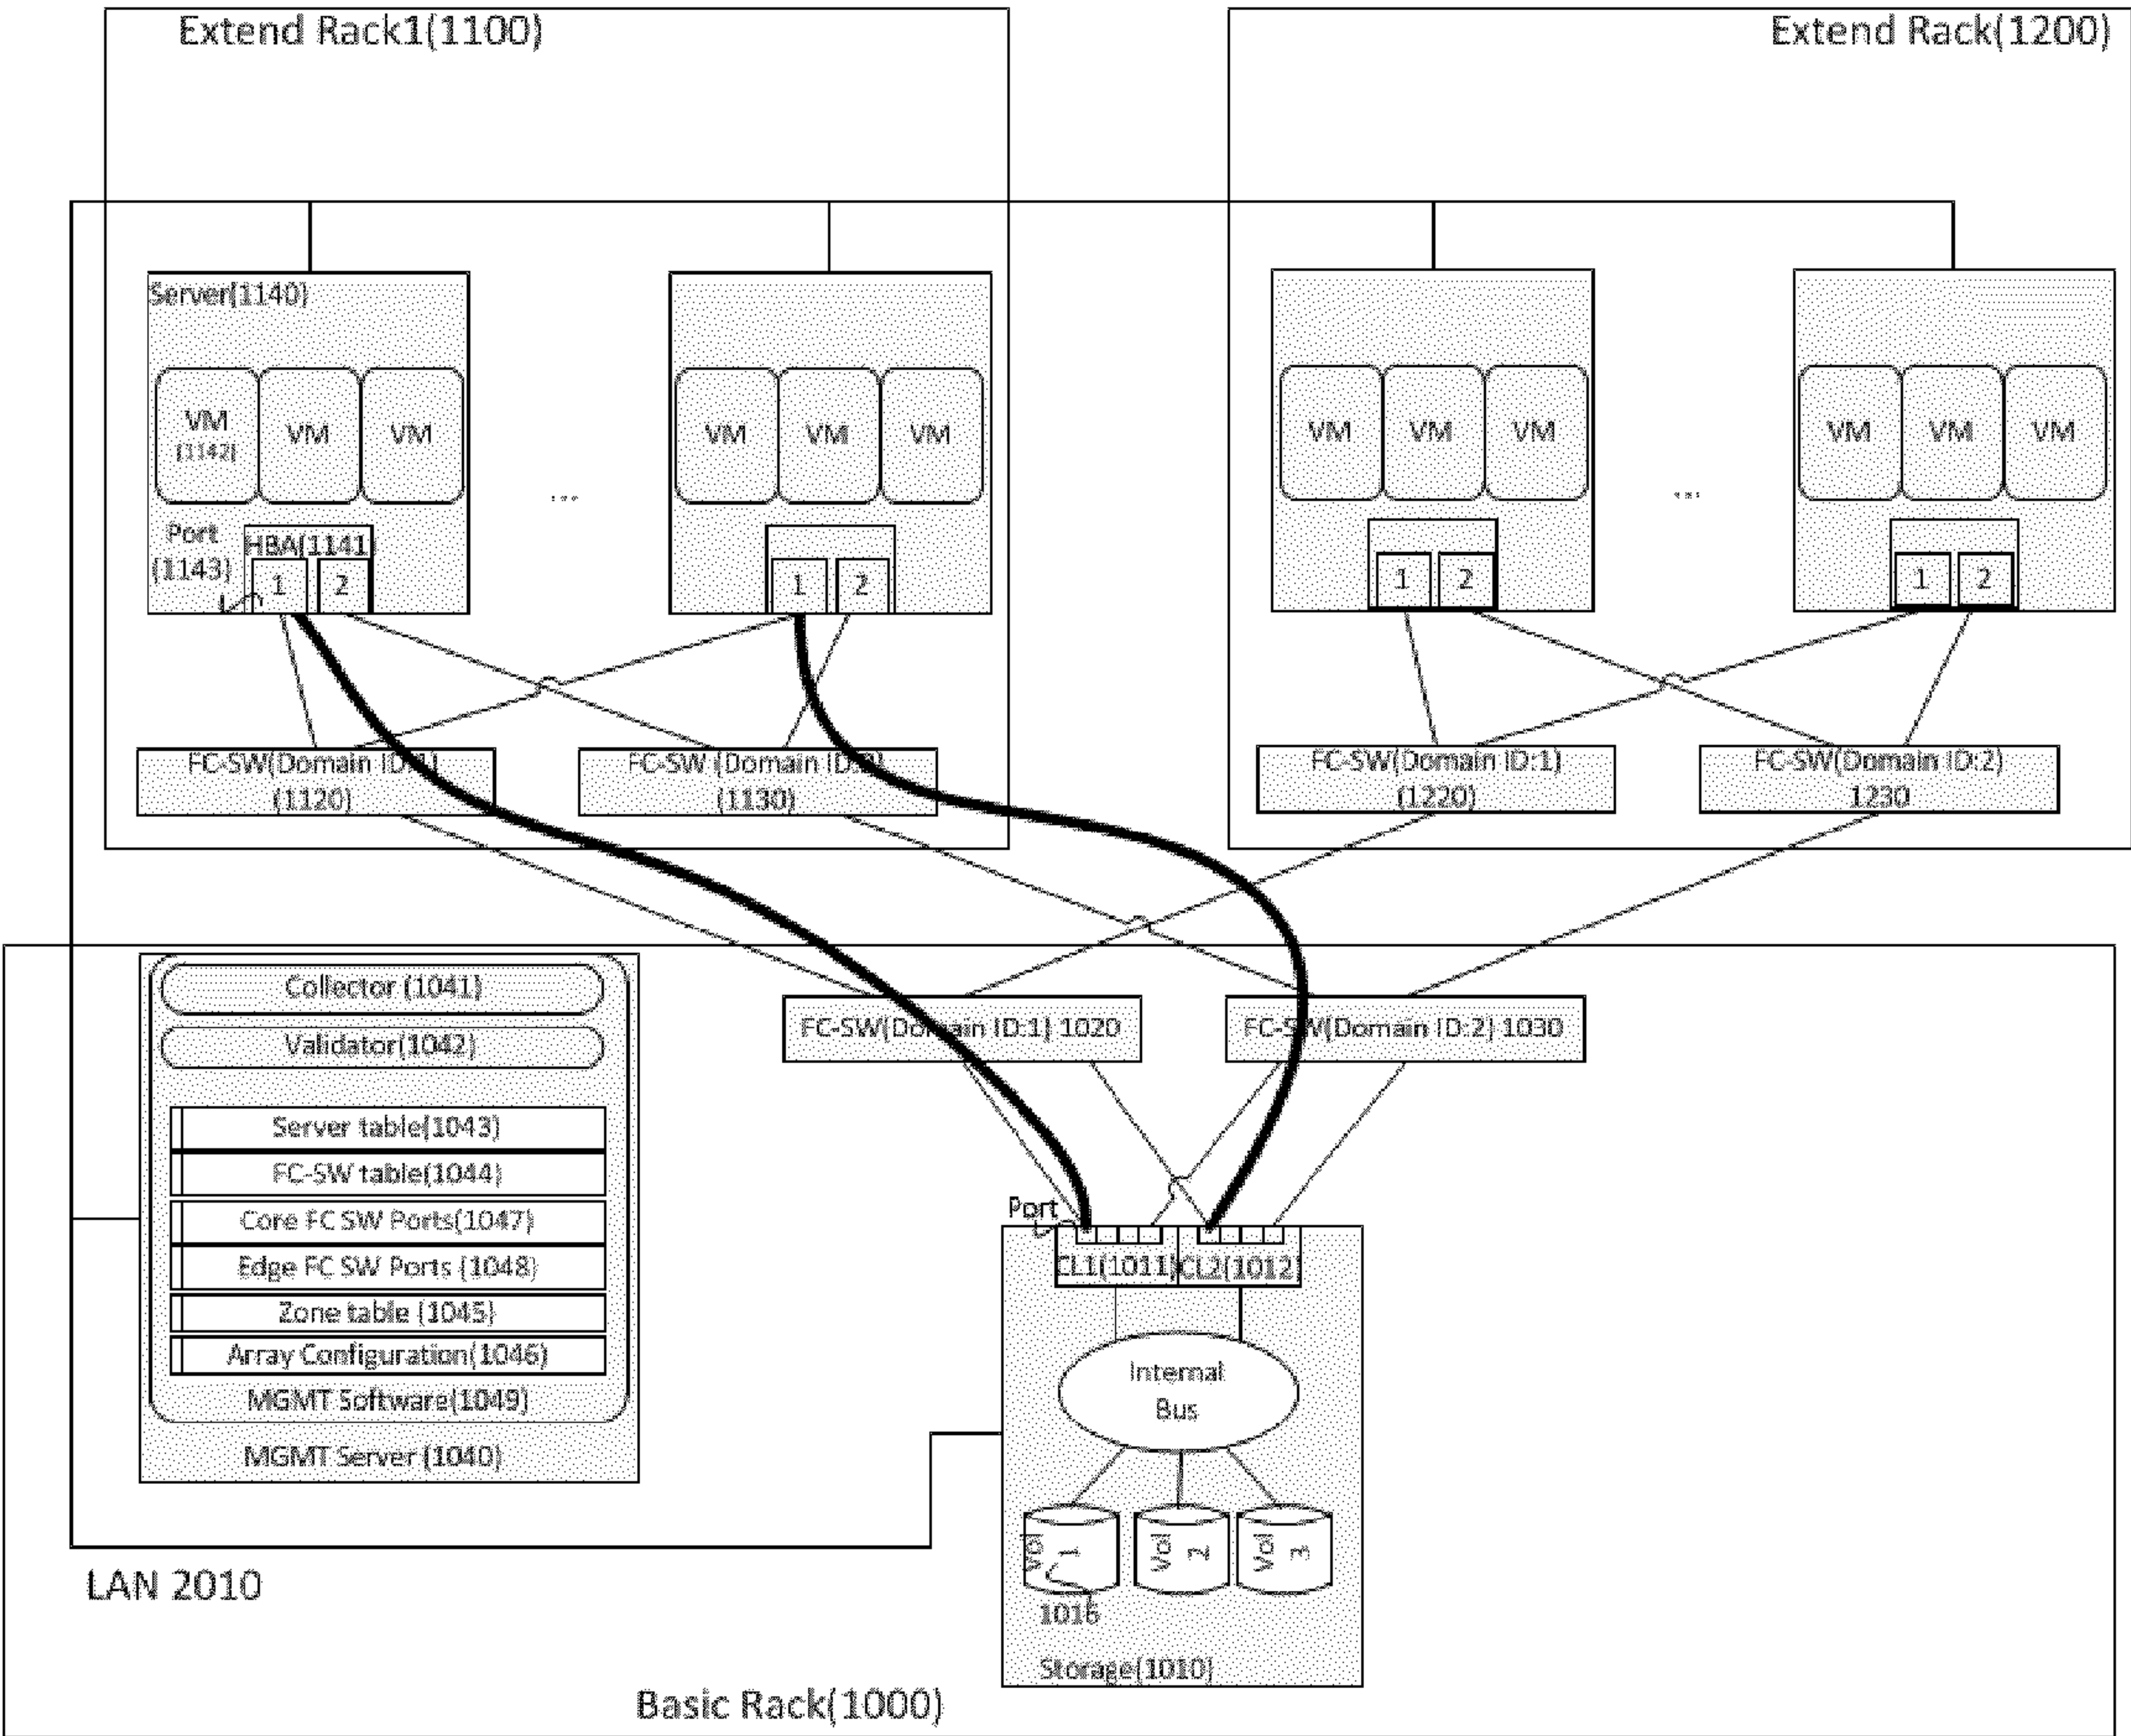 Extend Rack1(1100)
Extend Rack(1200)
Server(1140)
VM
(1142)
VM
VM
Port
(1143)
HBA(1141)
1
2
...
VM
VM
VM
1
2
VM
VM
VM
1
2
...
VM
VM
VM
1
2
FC-SW(Domain ID:1)
(1120)
FC-SW (Domain ID:2)
(1130)
FC-SW(Domain ID:1)
(1220)
FC-SW(Domain ID:2)
1230
Collector (1041)
Validator(1042)
Server table(1043)
FC-SW table(1044)
Core FC SW Ports(1047)
Edge FC SW Ports (1048)
Zone table (1045)
Array Configuration(1046)
MGMT Software(1049)
MGMT Server (1040)
FC-SW(Domain ID:1) 1020
FC-SW(Domain ID:2) 1030
Port
CL1(1011)
CL2(1012)
Internal
Bus
Vol
1
Vol
2
Vol
3
1016
Storage(1010)
LAN 2010
Basic Rack(1000)